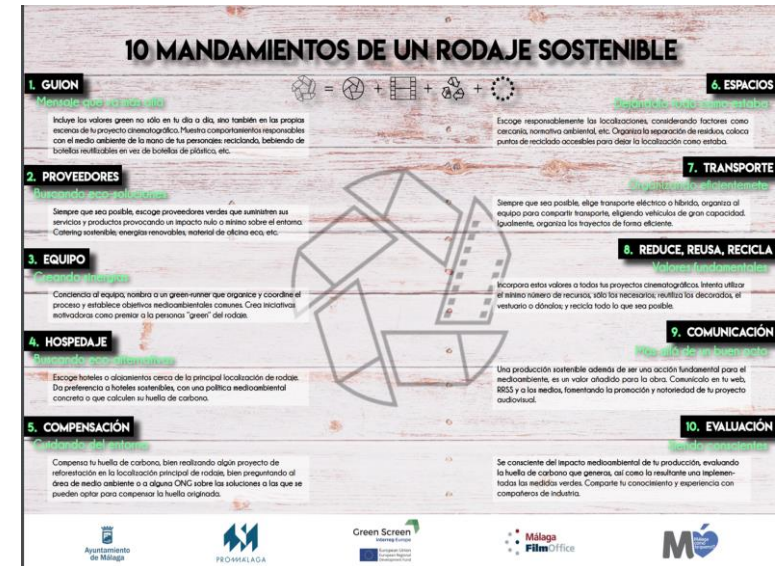 10 MANDAMIENTOS DE UN RODAJE SOSTENIBLE
1. GUION
Mensaje que va más allá
Incluye los valores green no sólo en tu día a día, sino también en las propias
escenas de tu proyecto cinematográfico. Muestra comportamientos responsables
con el medio ambiente de la mano de tus personajes: reciclando, bebiendo de
botellas reutilizables en vez de botellas de plástico, etc.
2. PROVEEDORES
Buscando eco-soluciones
Siempre que sea posible, escoge proveedores verdes que suministren sus
servicios y productos provocando un impacto nulo o mínimo sobre el entorno.
Catering sostenible, energías renovables, material de oficina eco, etc.
3. EQUIPO
Creando sinergias
Conciencia al equipo, nombra a un green-runner que organice y coordine el
proceso y establece objetivos medioambientales comunes. Crea iniciativas
motivadoras como premiar a la personas "green" del rodaje.
4. HOSPEDAJE
Buscando eco-alternativas
Escoge hoteles o alojamientos cerca de la principal localización de rodaje.
Da preferencia a hoteles sostenibles, con una política medioambiental
concreta o que calculen su huella de carbono.
5. COMPENSACIÓN
Cuidando del entorno
Compensa tu huella de carbono, bien realizando algún proyecto de
reforestación en la localización principal de rodaje, bien preguntando al
área de medio ambiente o a alguna ONG sobre las soluciones a las que se
pueden optar para compensar la huella originada.
6. ESPACIOS
Dejándolo todo como estaba
Escoge responsablemente las localizaciones, considerando factores como
cercanía, normativa ambiental, etc. Organiza la separación de residuos, coloca
puntos de reciclado accesibles para dejar la localización como estaba.
7. TRANSPORTE
Organizando eficientemete
Siempre que sea posible, elige transporte eléctrico o híbrido, organiza al
equipo para compartir transporte, eligiendo vehículos de gran capacidad.
Igualmente, organiza los trayectos de forma eficiente.
8. REDUCE, REUSA, RECICLA
Valores fundamentales
Incorpora estos valores a todos tus proyectos cinematográficos. Intenta utilizar
el mínimo número de recursos, sólo los necesarios; reutiliza los decorados, el
vestuario o dónalos; y recicla todo lo que sea posible.
9. COMUNICACIÓN
Más allá de un buen acto
Una producción sostenible además de ser una acción fundamental para el
medioambiente, es un valor añadido para la obra. Comunícalo en tu web,
RRSS y a los medios, fomentando la promoción y notoriedad de tu proyecto
audiovisual.
10. EVALUACIÓN
Siendo conscientes
Se consciente del impacto medioambiental de tu producción, evaluando
la huella de carbono que generas, así como la resultante una implemen-
tadas las medidas verdes. Comparte tu conocimiento y experiencia con
compañeros de industria.
Ayuntamiento
de Málaga
PROMÁLAGA
Green Screen
Interreg Europe
European Union
European Regional
Development Fund
Málaga
FilmOffice